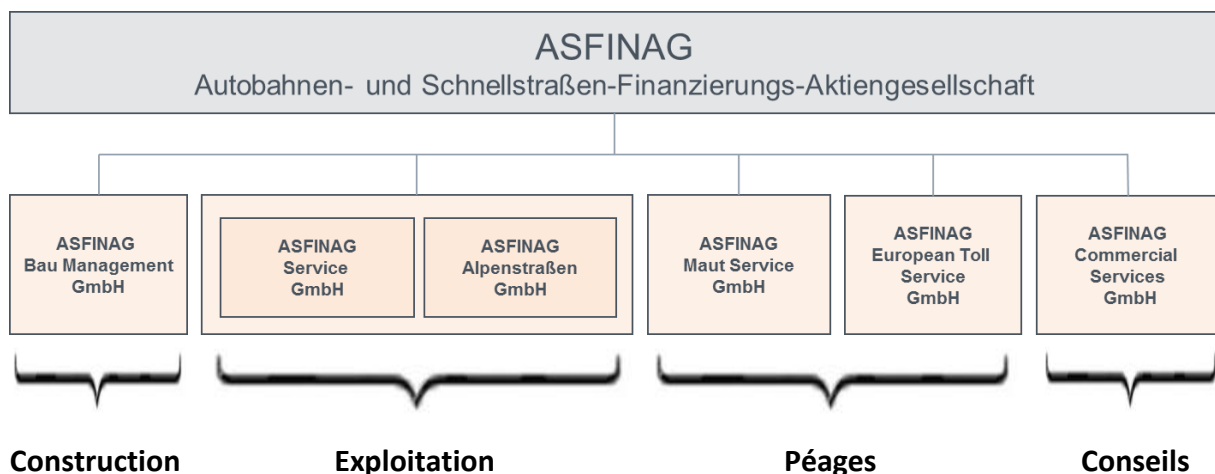 ASFINAG
Autobahnen- und Schnellstraßen-Finanzierungs-Aktiengesellschaft
ASFINAG
Bau Management
GmbH
ASFINAG
Service
GmbH
ASFINAG
Alpenstraßen
GmbH
ASFINAG
Maut Service
GmbH
ASFINAG
European Toll
Service
GmbH
ASFINAG
Commercial
Services
GmbH
Construction
Exploitation
Péages
Conseils